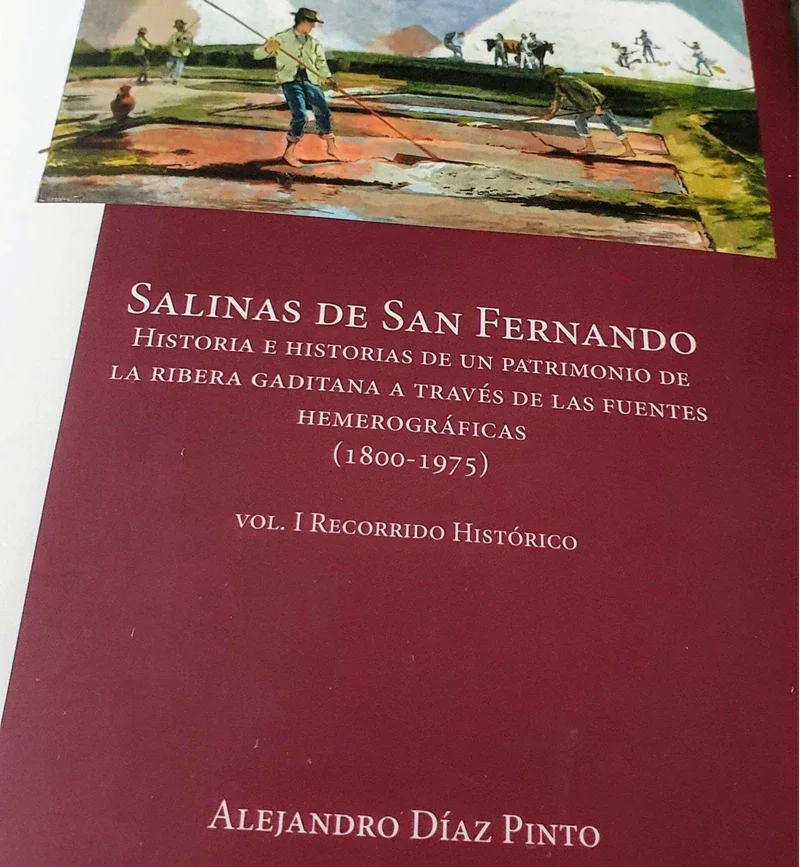 Salinas de San Fernando
Historia e historias de un patrimonio de
la ribera gaditana a través de las fuentes
hemerográficas
(1800-1975)
vol. I Recorrido Histórico
Alejandro Díaz Pinto